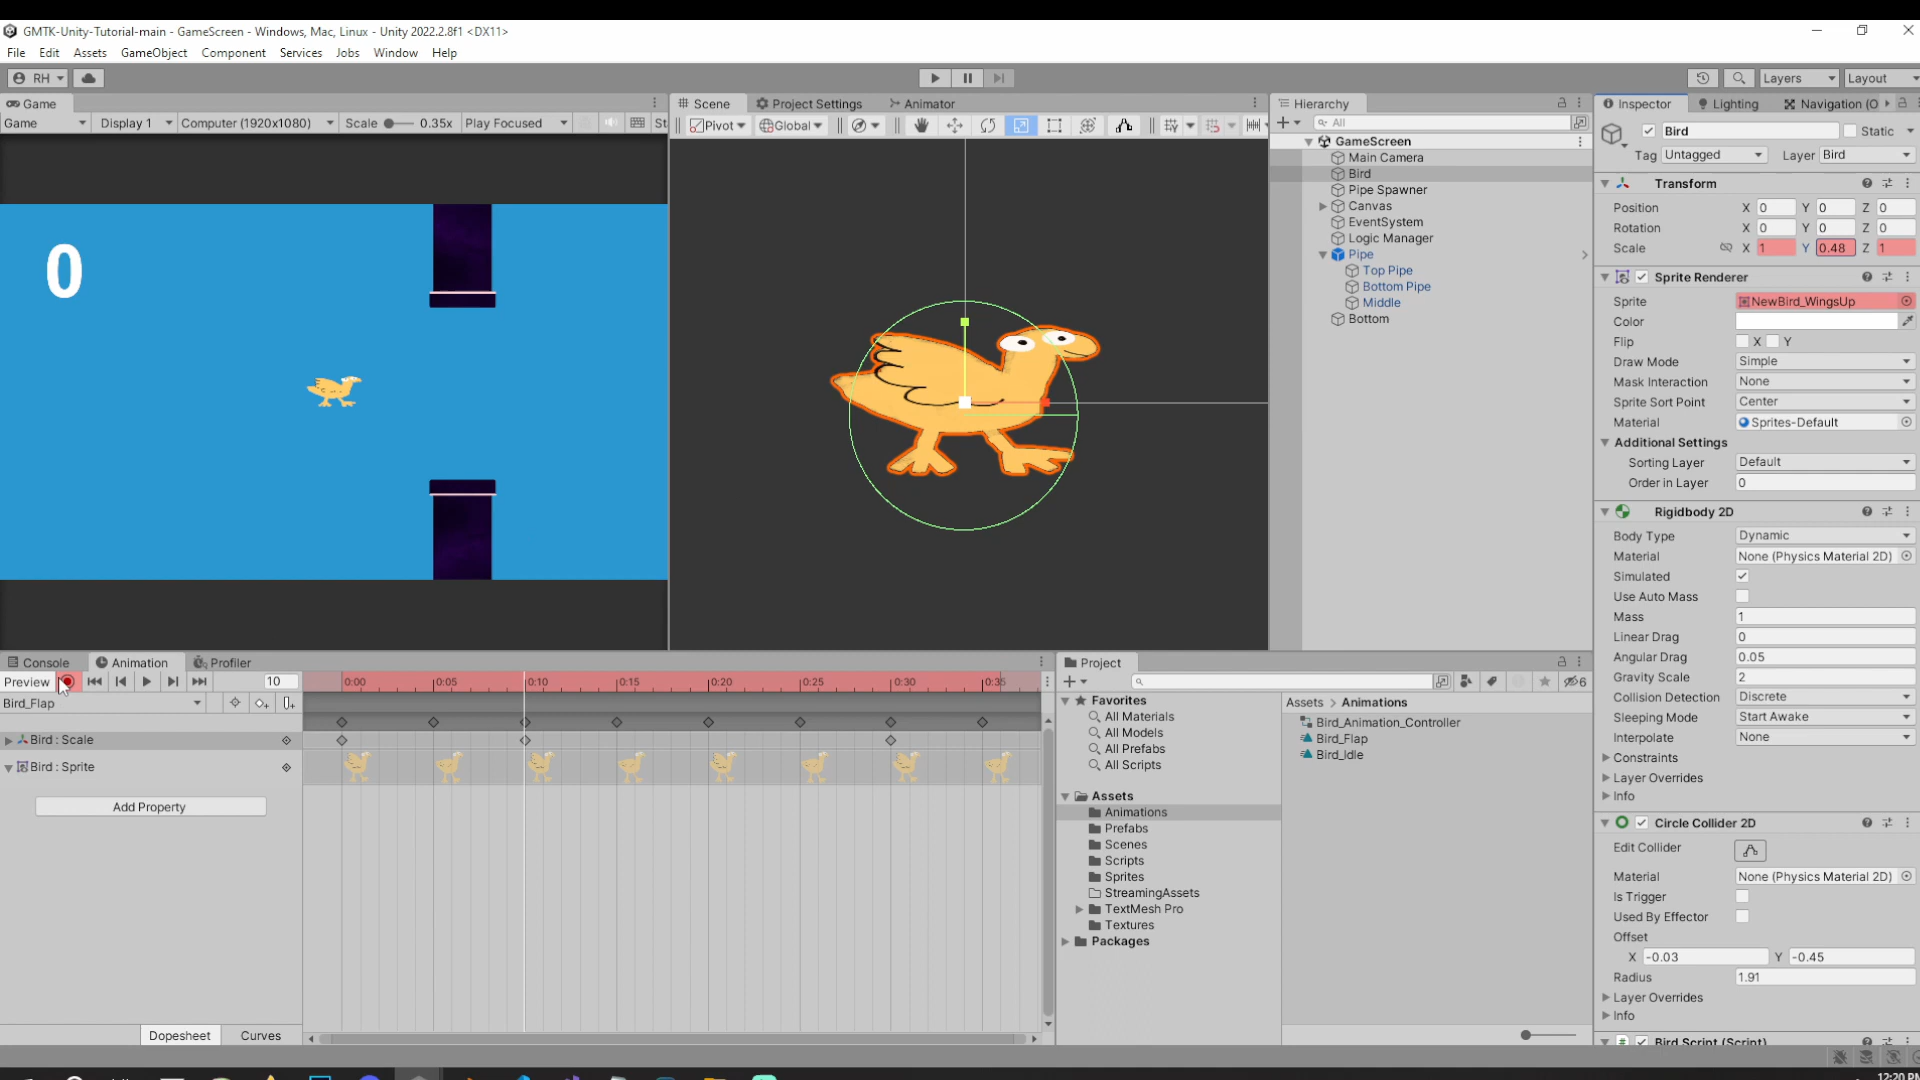 GMTK-Unity-Tutorial-main - GameScreen - Windows, Mac, Linux - Unity 2022.2.8f1 <DX11>
File Edit Assets GameObject Component Services Jobs Window Help
RH Layers Layout
Game
Game Display 1 Computer (1920x1080) Scale 0.35x Play Focused St
0
Scene Project Settings Animator
Pivot Global
Hierarchy
All
GameScreen
Main Camera
Bird
Pipe Spawner
Canvas
EventSystem
Logic Manager
Pipe
Top Pipe
Bottom Pipe
Middle
Bottom
Inspector Lighting Navigation (O
Bird Static
Tag Untagged Layer Bird
Transform
Position X 0 Y 0 Z 0
Rotation X 0 Y 0 Z 0
Scale X 1 Y 0.48 Z 1
Sprite Renderer
Sprite NewBird_WingsUp
Color
Flip X Y
Draw Mode Simple
Mask Interaction None
Sprite Sort Point Center
Material Sprites-Default
Additional Settings
Sorting Layer Default
Order in Layer 0
Rigidbody 2D
Body Type Dynamic
Material None (Physics Material 2D)
Simulated
Use Auto Mass
Mass 1
Linear Drag 0
Angular Drag 0.05
Gravity Scale 2
Collision Detection Discrete
Sleeping Mode Start Awake
Interpolate None
Constraints
Layer Overrides
Info
Circle Collider 2D
Edit Collider
Material None (Physics Material 2D)
Is Trigger
Used By Effector
Offset
X -0.03 Y -0.45
Radius 1.91
Layer Overrides
Info
Bird Script (Script)
Console Animation Profiler
Preview 10 0:00 0:05 0:10 0:15 0:20 0:25 0:30 0:35
Bird_Flap
Bird : Scale
Bird : Sprite
Add Property
Dopesheet Curves
Project
6
Favorites
All Materials
All Models
All Prefabs
All Scripts
Assets
Animations
Prefabs
Scenes
Scripts
Sprites
StreamingAssets
TextMesh Pro
Textures
Packages
Assets > Animations
Bird_Animation_Controller
Bird_Flap
Bird_Idle